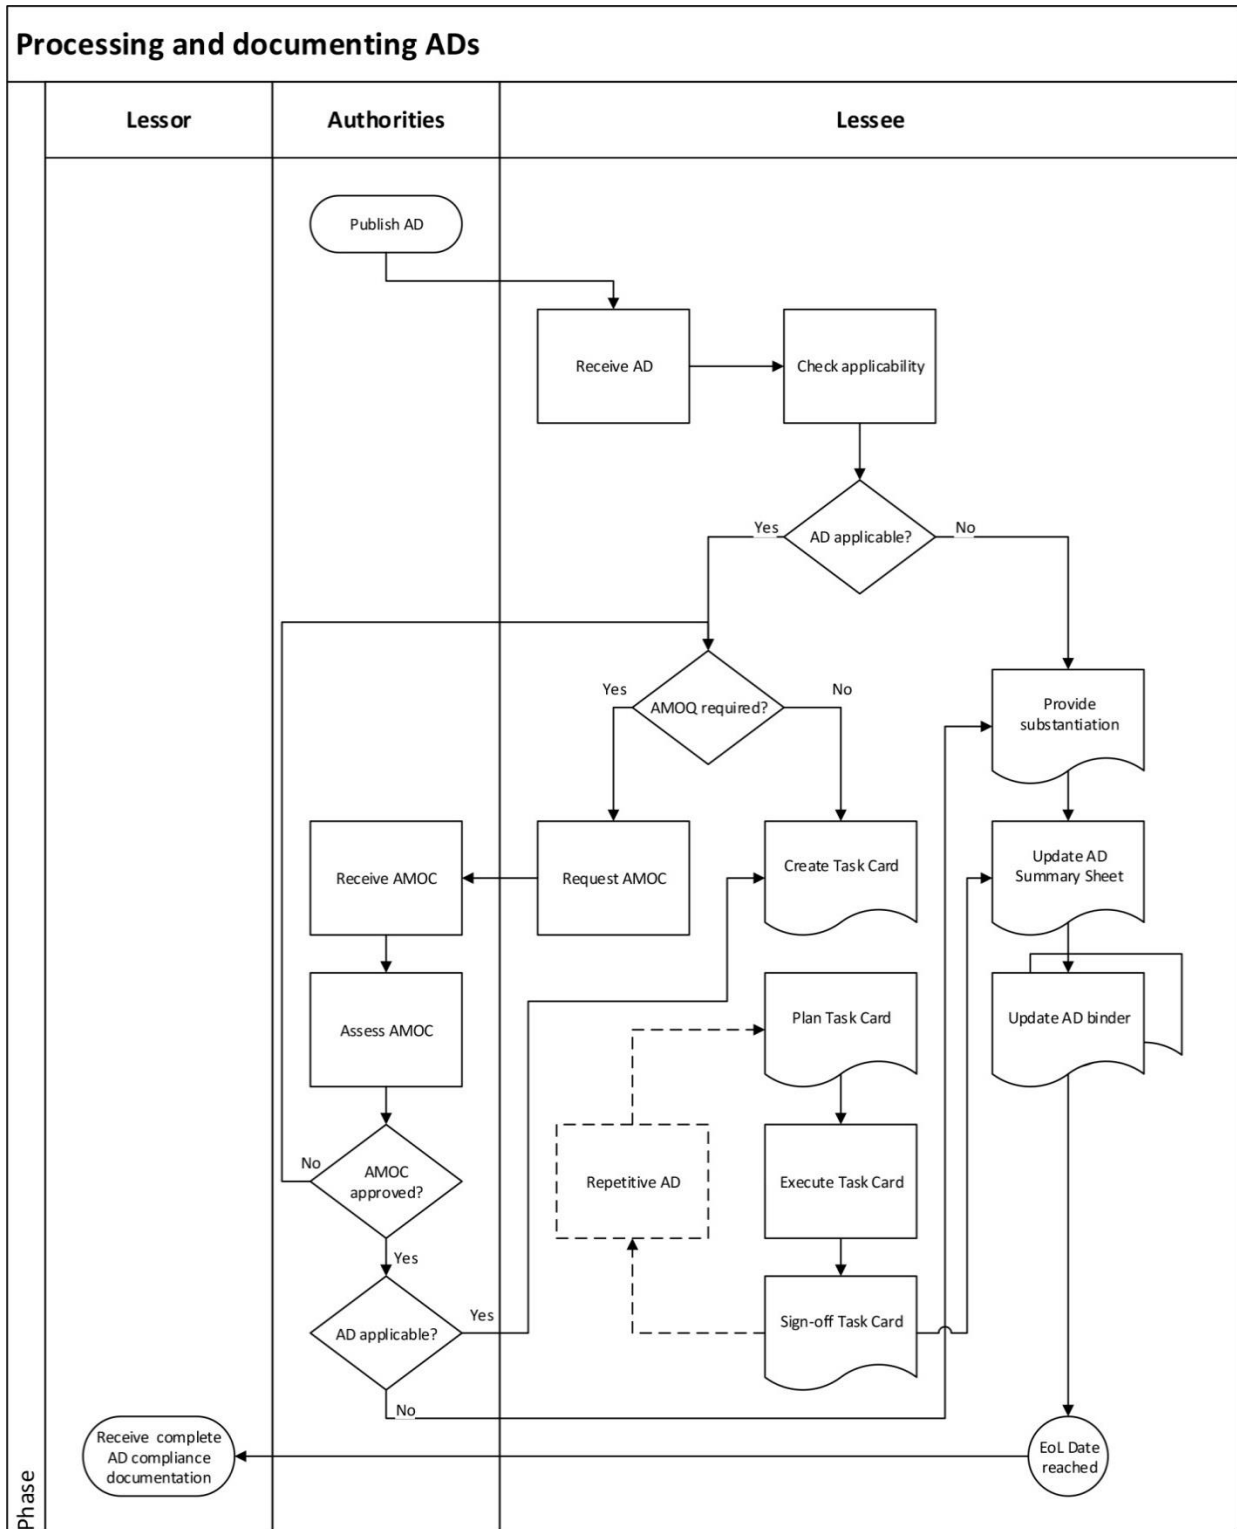 Processing and documenting ADs
Phase
Lessor
Authorities
Lessee
Publish AD
Receive AD
Check applicability
AD applicable?
Yes
No
AMOQ required?
Yes
No
Provide
substantiation
Receive AMOC
Request AMOC
Create Task Card
Update AD
Summary Sheet
Assess AMOC
Plan Task Card
Update AD binder
AMOC
approved?
No
Yes
Repetitive AD
Execute Task Card
AD applicable?
Yes
No
Sign-off Task Card
Receive complete
AD compliance
documentation
EoL Date
reached